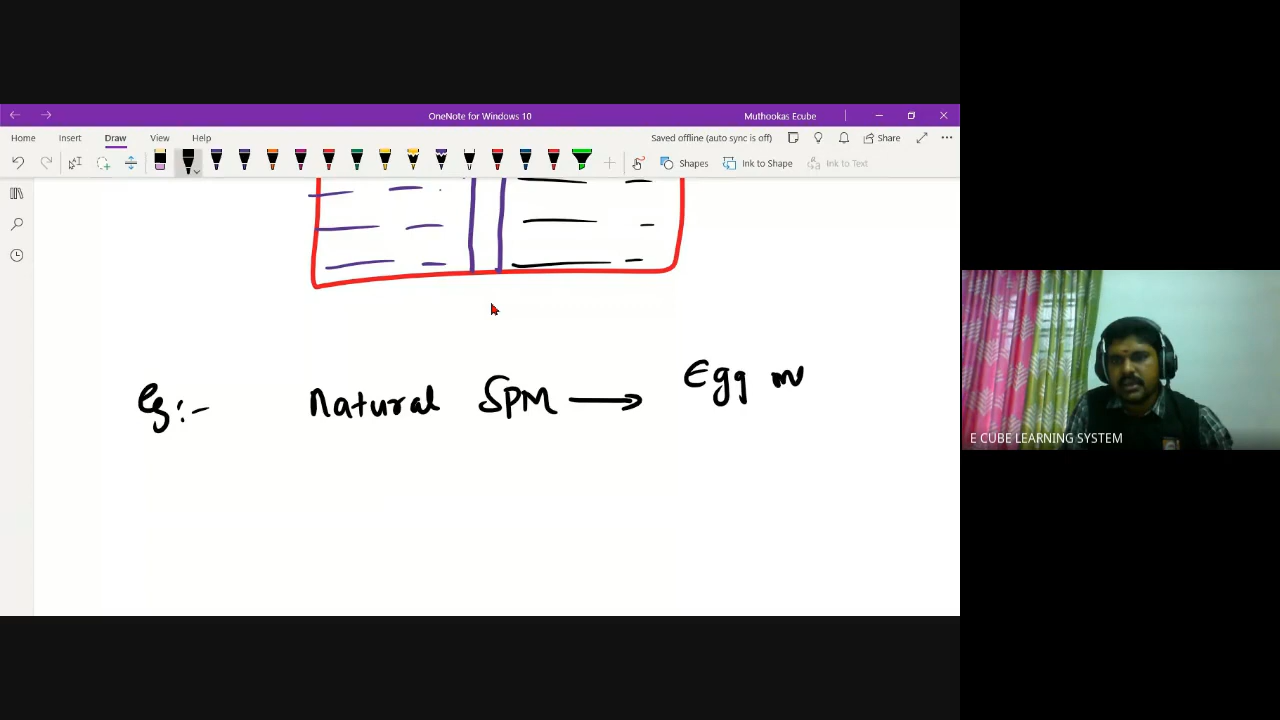 OneNote for Windows 10
Muthookas Ecube
Home Insert Draw View Help
Saved offline (auto sync is off) Share
Shapes Ink to Shape Ink to Text
Eg:- Natural SPM → Egg m
E CUBE LEARNING SYSTEM